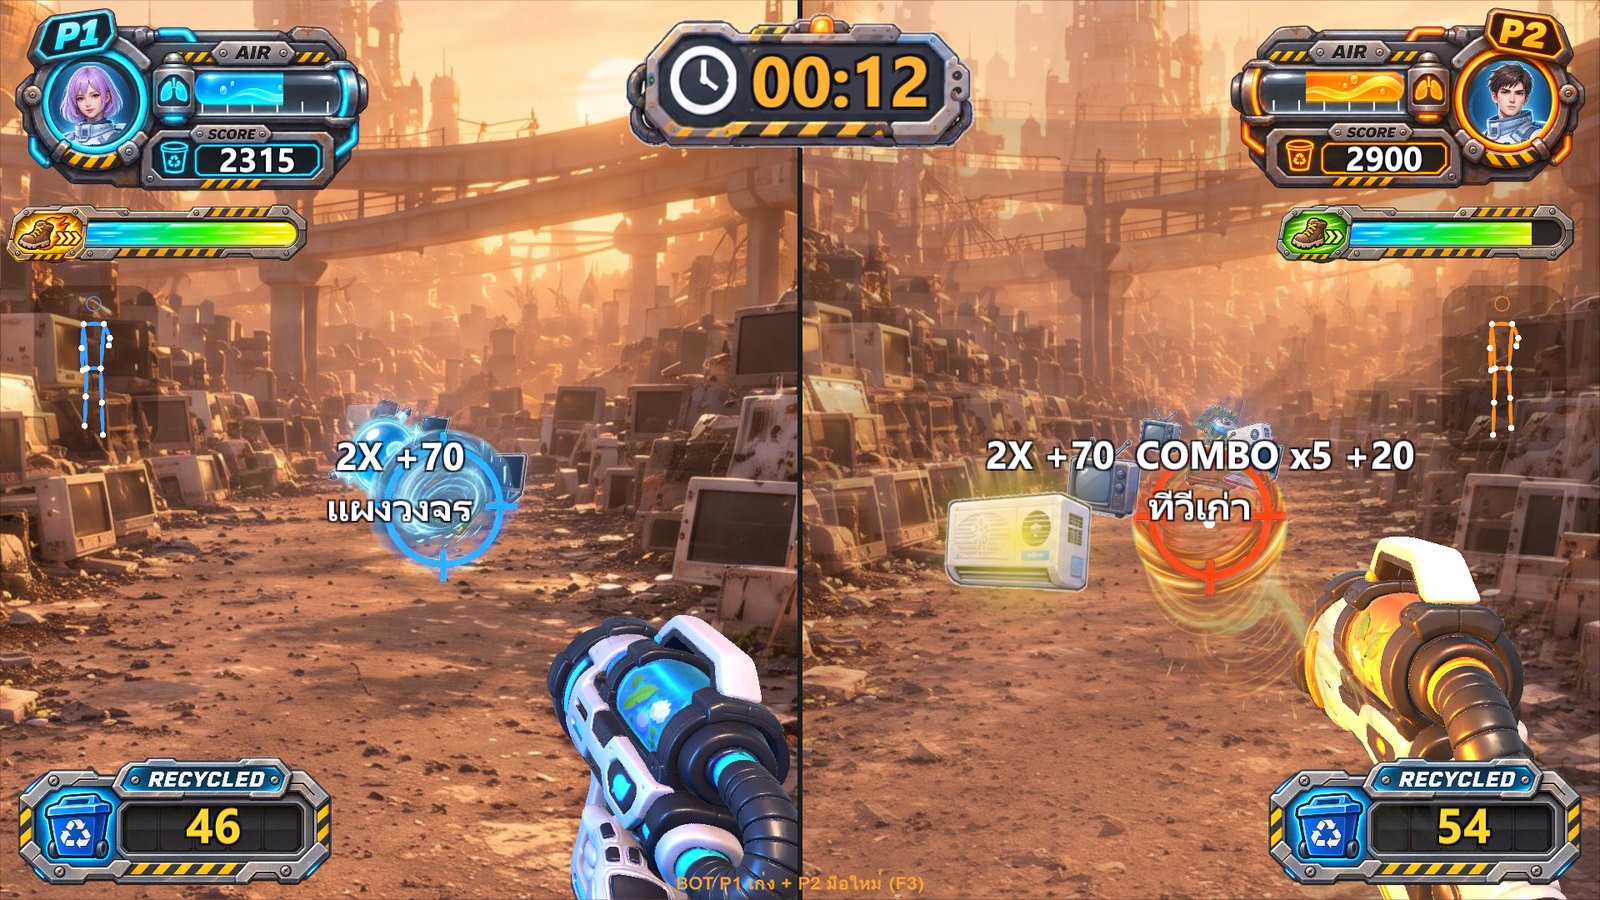 P1
AIR
SCORE
2315
00:12
P2
AIR
SCORE
2900
2X +70
แผงวงจร
2X +70 COMBO x5 +20
ทีวีเก่า
RECYCLED
46
RECYCLED
54
BOT P1 เก่ง + P2 มือใหม่ (F3)